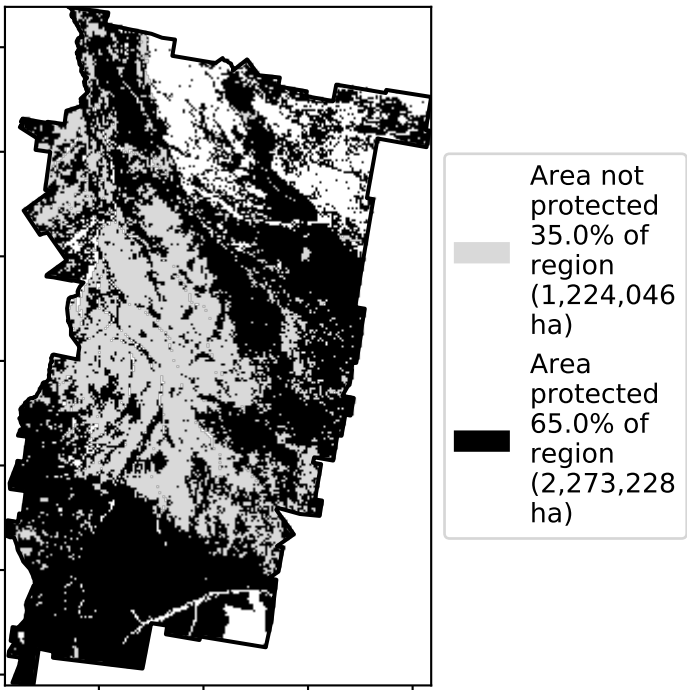 Area not
protected
35.0% of
region
(1,224,046
ha)
Area
protected
65.0% of
region
(2,273,228
ha)